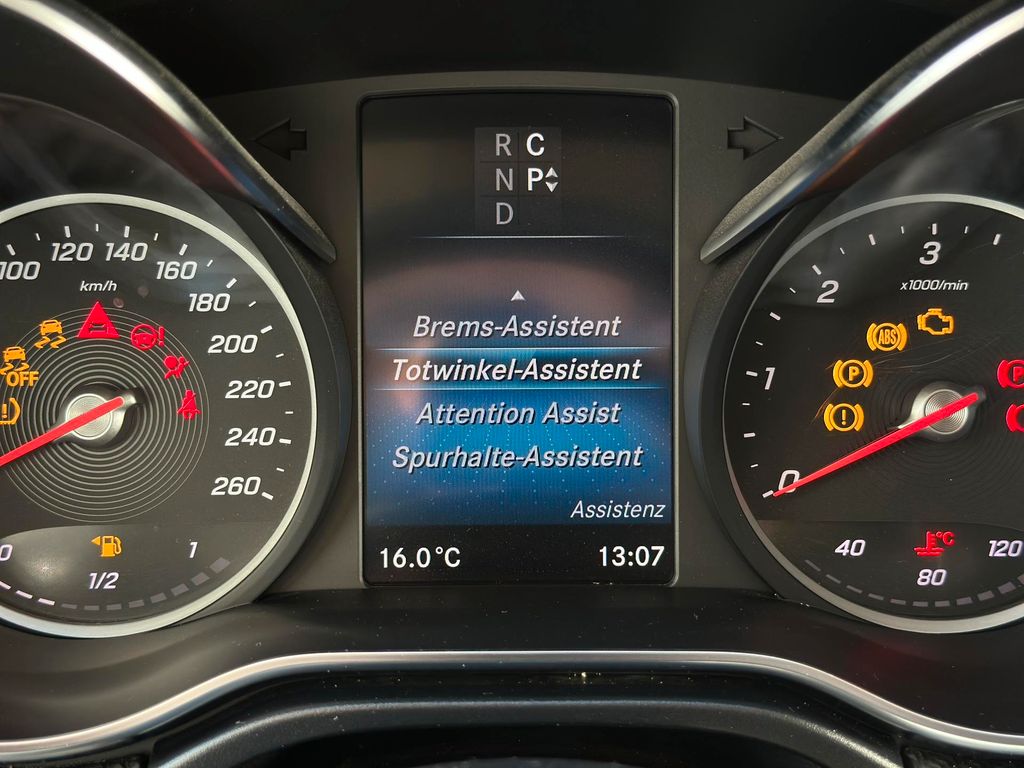 R C
N P
D
Brems-Assistent
Totwinkel-Assistent
Attention Assist
Spurhalte-Assistent
Assistenz
16.0°C 13:07
100 120 140 160 180 200 220 240 260
km/h
OFF
0 1/2 1
0 1 2 3
x1000/min
ABS
P
P
!
!
!
°C
40 80 120